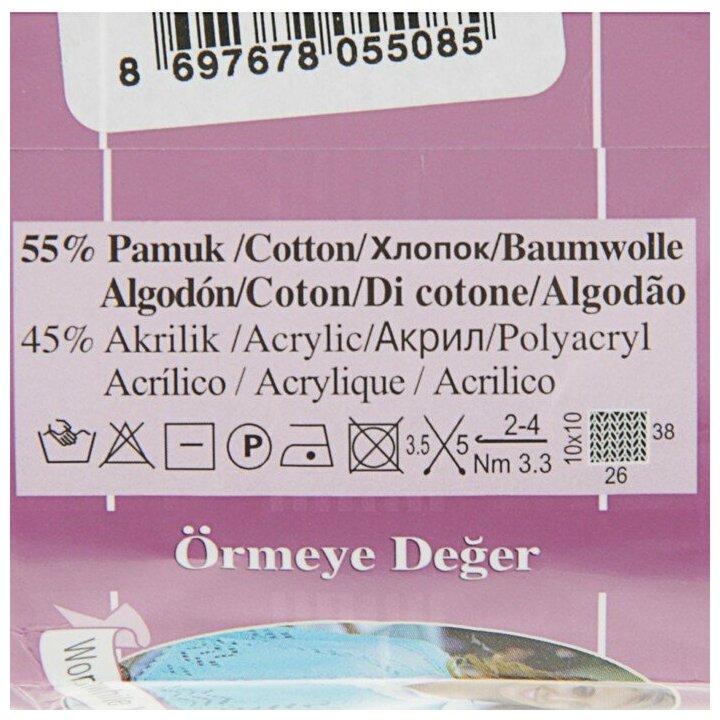 8 697678 055085
55% Pamuk /Cotton/Хлопок/Baumwolle
Algodón/Coton/Di cotone/Algodão
45% Akrilik /Acrylic/Акрил/Polyacryl
Acrílico / Acrylique / Acrilico
P 3.5 5 2-4 Nm 3.3 10x10 38 26
Örmeye Değer